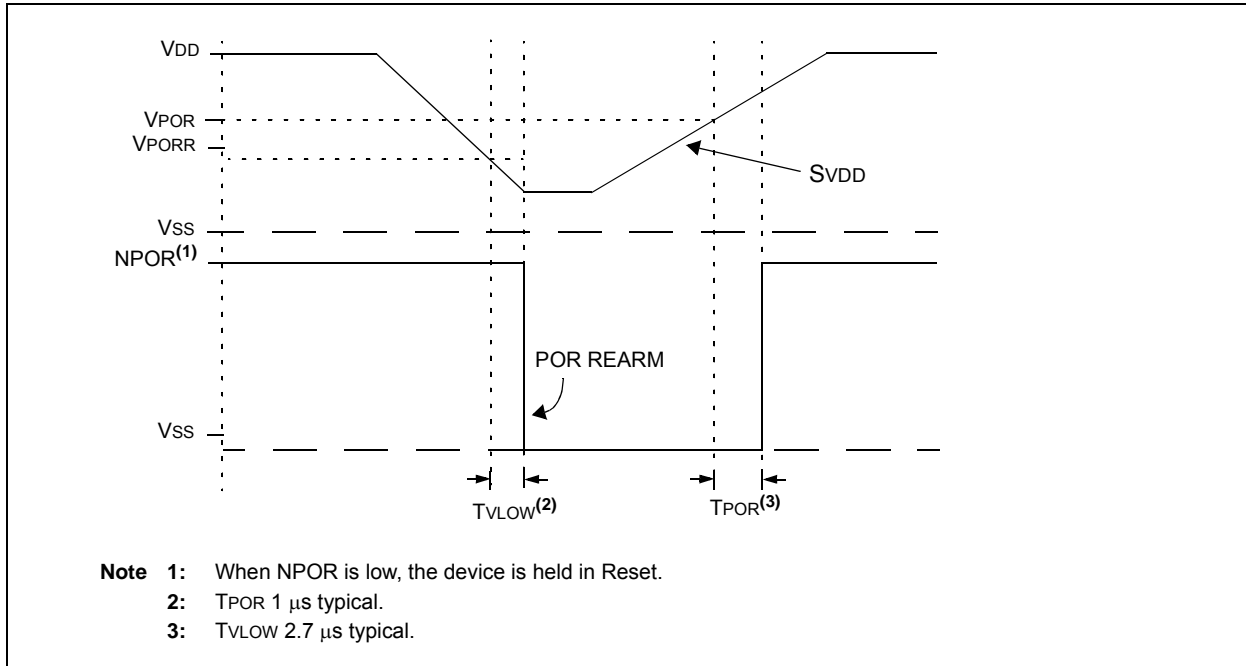 VDD
VPOR
VPORR
SVDD
VSS
NPOR(1)
POR REARM
VSS
TVLOW(2)
TPOR(3)
Note 1: When NPOR is low, the device is held in Reset.
2: TPOR 1 μs typical.
3: TVLOW 2.7 μs typical.